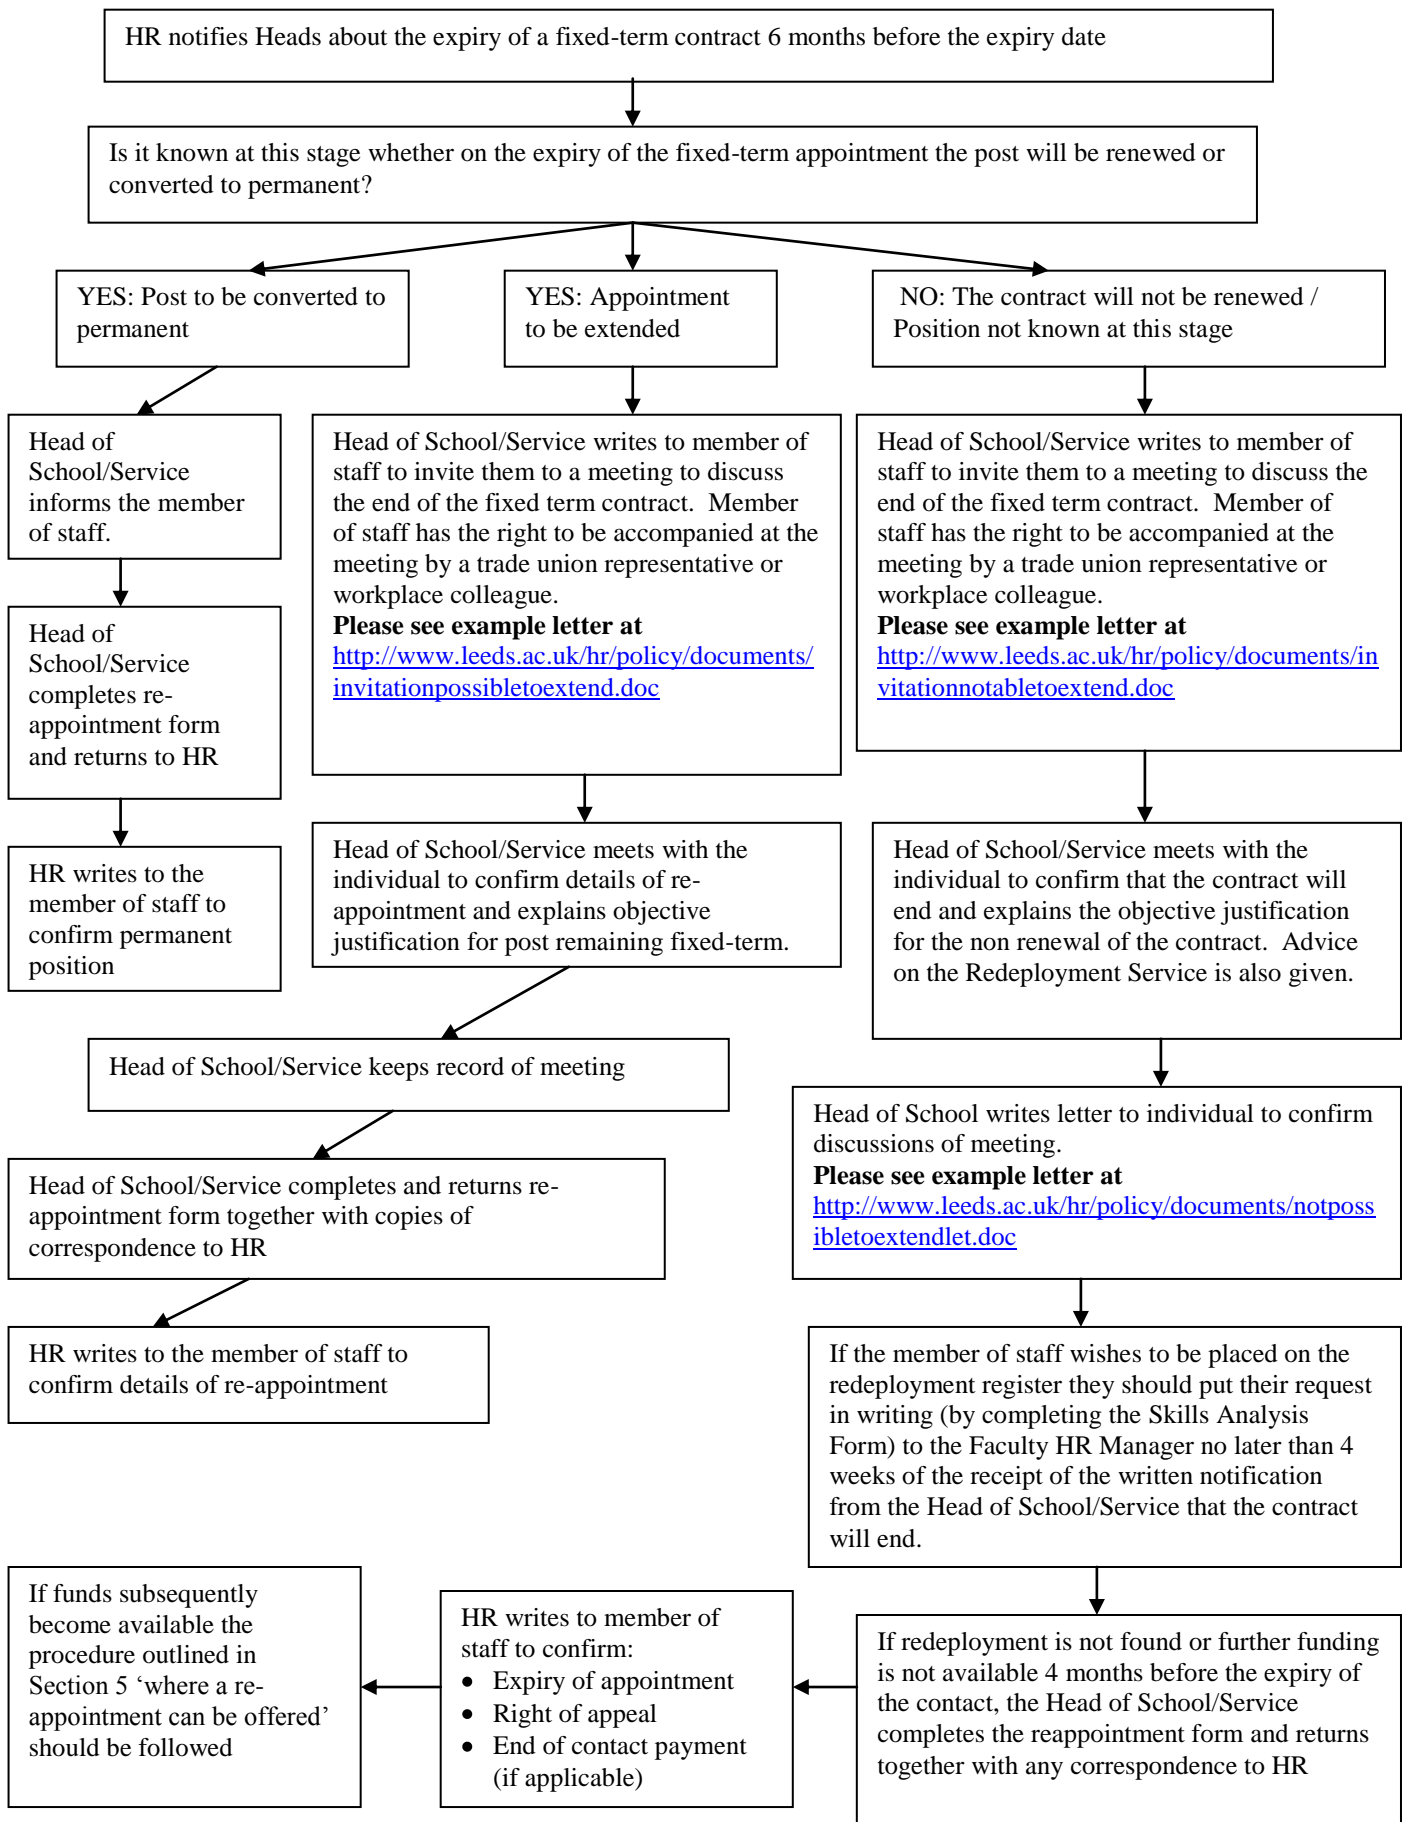 HR notifies Heads about the expiry of a fixed-term contract 6 months before the expiry date
Is it known at this stage whether on the expiry of the fixed-term appointment the post will be renewed or
converted to permanent?
YES: Post to be converted to
permanent
YES: Appointment
to be extended
NO: The contract will not be renewed /
Position not known at this stage
Head of
School/Service
informs the member
of staff.
Head of School/Service writes to member of
staff to invite them to a meeting to discuss
the end of the fixed term contract. Member
of staff has the right to be accompanied at the
meeting by a trade union representative or
workplace colleague.
Please see example letter at
http://www.leeds.ac.uk/hr/policy/documents/
invitationpossibletoextend.doc
Head of School/Service writes to member of
staff to invite them to a meeting to discuss the
end of the fixed term contract. Member of
staff has the right to be accompanied at the
meeting by a trade union representative or
workplace colleague.
Please see example letter at
http://www.leeds.ac.uk/hr/policy/documents/in
vitationnotabletoextend.doc
Head of
School/Service
completes re-
appointment form
and returns to HR
HR writes to the
member of staff to
confirm permanent
position
Head of School/Service meets with the
individual to confirm details of re-
appointment and explains objective
justification for post remaining fixed-term.
Head of School/Service meets with the
individual to confirm that the contract will
end and explains the objective justification
for the non renewal of the contract. Advice
on the Redeployment Service is also given.
Head of School/Service keeps record of meeting
Head of School writes letter to individual to confirm
discussions of meeting.
Please see example letter at
http://www.leeds.ac.uk/hr/policy/documents/notposs
ibletoextendlet.doc
Head of School/Service completes and returns re-
appointment form together with copies of
correspondence to HR
HR writes to the member of staff to
confirm details of re-appointment
If the member of staff wishes to be placed on the
redeployment register they should put their request
in writing (by completing the Skills Analysis
Form) to the Faculty HR Manager no later than 4
weeks of the receipt of the written notification
from the Head of School/Service that the contract
will end.
If funds subsequently
become available the
procedure outlined in
Section 5 ‘where a re-
appointment can be offered’
should be followed
HR writes to member of
staff to confirm:
• Expiry of appointment
• Right of appeal
• End of contact payment
(if applicable)
If redeployment is not found or further funding
is not available 4 months before the expiry of
the contact, the Head of School/Service
completes the reappointment form and returns
together with any correspondence to HR